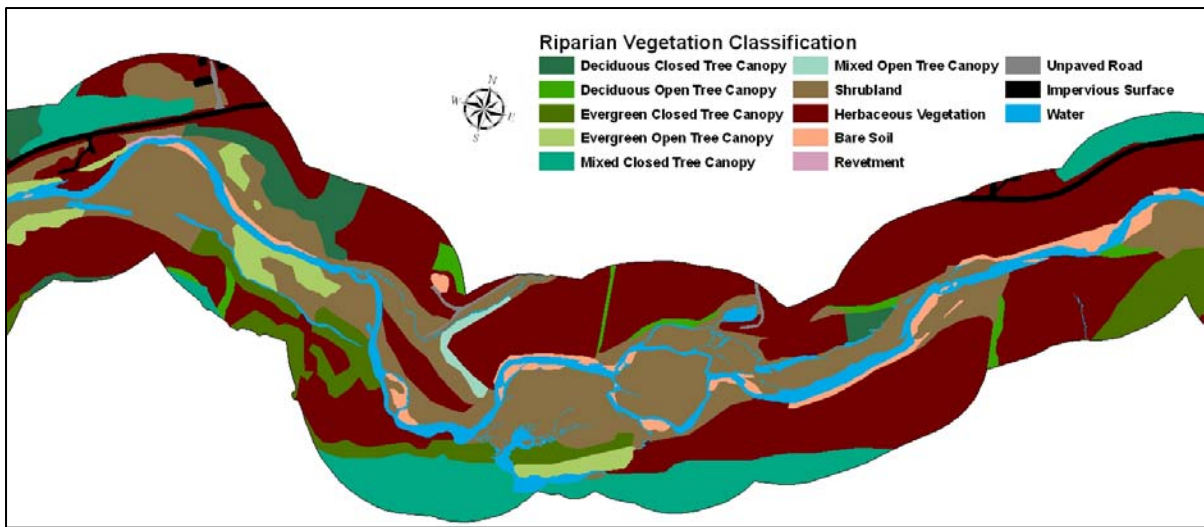 Riparian Vegetation Classification
Deciduous Closed Tree Canopy
Deciduous Open Tree Canopy
Evergreen Closed Tree Canopy
Evergreen Open Tree Canopy
Mixed Closed Tree Canopy
Mixed Open Tree Canopy
Shrubland
Herbaceous Vegetation
Bare Soil
Revetment
Unpaved Road
Impervious Surface
Water
N
W
E
S